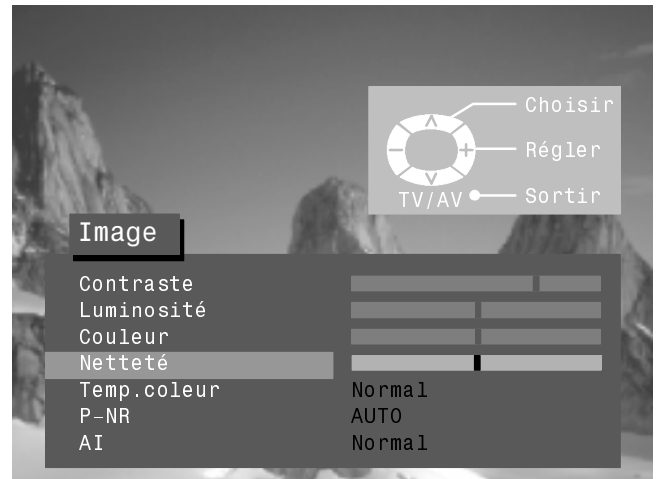 Choisir
Régler
TV/AV Sortir
Image
Contraste
Luminosité
Couleur
Netteté
Temp.coleur Normal
P-NR AUTO
AI Normal